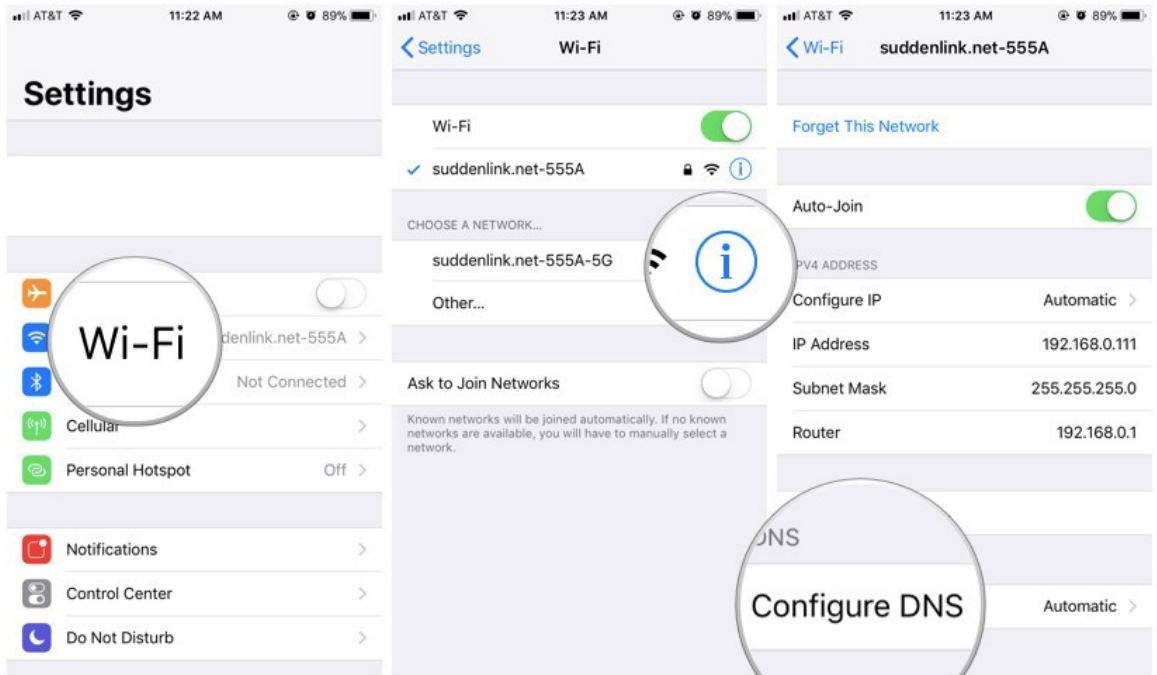 AT&T 11:22 AM 89%
Settings
Wi-Fi
denlink.net-555A
Not Connected
Cellular
Personal Hotspot Off
Notifications
Control Center
Do Not Disturb
AT&T 11:23 AM 89%
Settings Wi-Fi
Wi-Fi
suddenlink.net-555A
CHOOSE A NETWORK...
suddenlink.net-555A-5G
Other...
Ask to Join Networks
Known networks will be joined automatically. If no known
networks are available, you will have to manually select a
network.
AT&T 11:23 AM 89%
Wi-Fi suddenlink.net-555A
Forget This Network
Auto-Join
PV4 ADDRESS
Configure IP Automatic
IP Address 192.168.0.111
Subnet Mask 255.255.255.0
Router 192.168.0.1
DNS
Configure DNS Automatic